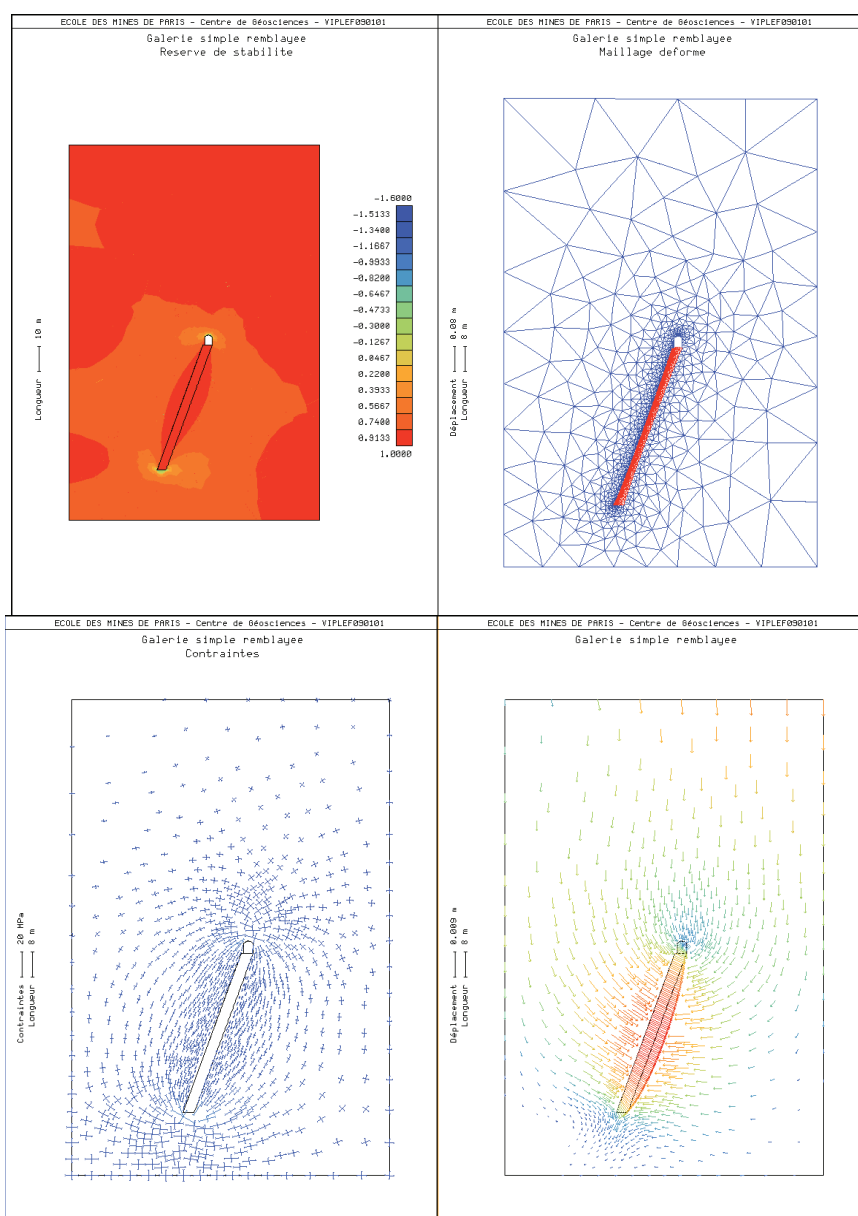 ECOLE DES MINES DE PARIS - Centre de Géosciences - VIPLEF090101
Galerie simple remblayee
Reserve de stabilite
-1.6000
-1.5133
-1.3400
-1.1667
-0.9933
-0.8200
-0.6467
-0.4733
-0.3000
-0.1267
0.0467
0.2200
0.3933
0.5667
0.7400
0.9133
1.0000
Longueur 10 m
ECOLE DES MINES DE PARIS - Centre de Géosciences - VIPLEF090101
Galerie simple remblayee
Maillage deforme
Déplacement 0.08 m
Longueur 8 m
ECOLE DES MINES DE PARIS - Centre de Géosciences - VIPLEF090101
Galerie simple remblayee
Contraintes
Contraintes 20 MPa
Longueur 8 m
ECOLE DES MINES DE PARIS - Centre de Géosciences - VIPLEF090101
Galerie simple remblayee
Déplacement 0.009 m
Longueur 8 m